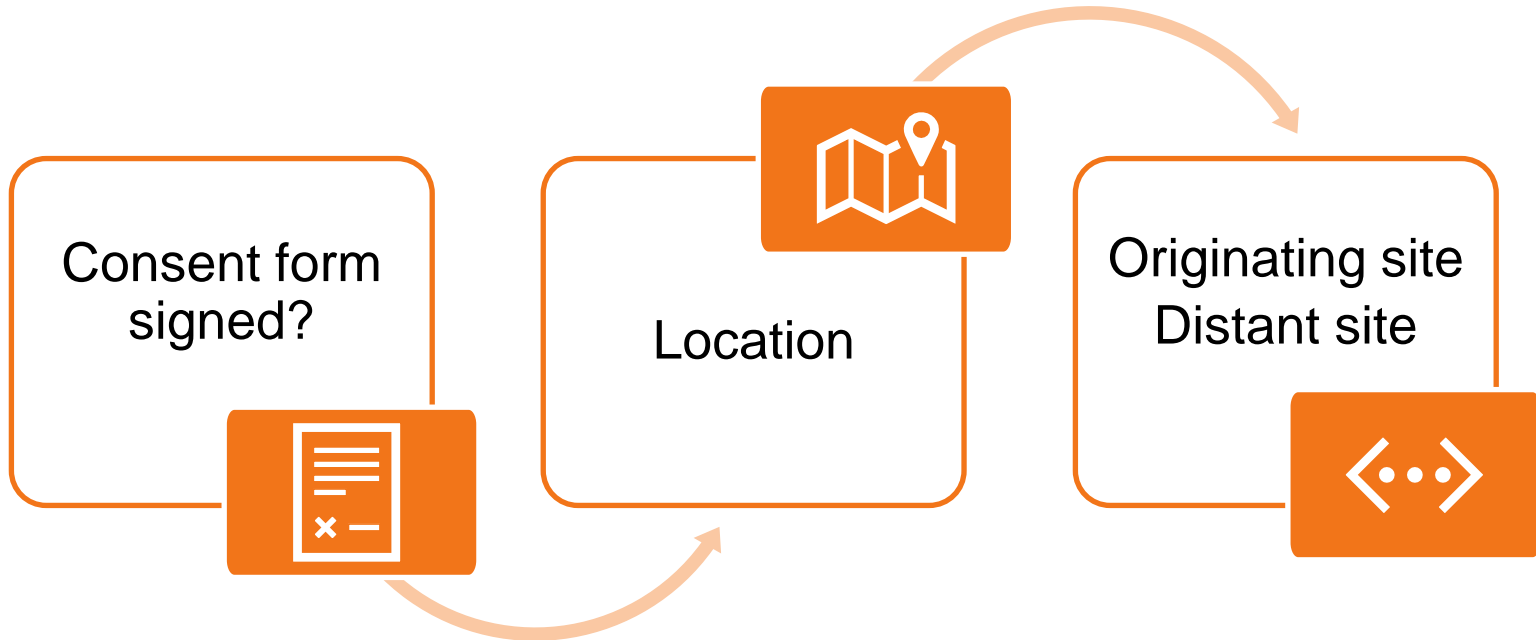 Consent form
signed?
Location
Originating site
Distant site